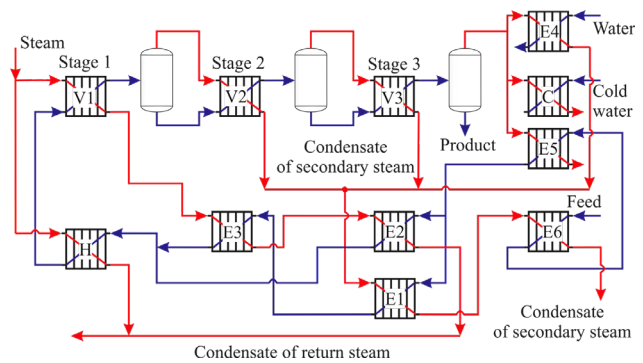 Steam
Stage 1
Stage 2
Stage 3
E4
Water
V1
V2
V3
C
Cold
water
Condensate
of secondary steam
Product
E5
E3
E2
Feed
E6
H
E1
Condensate
of secondary steam
Condensate of return steam